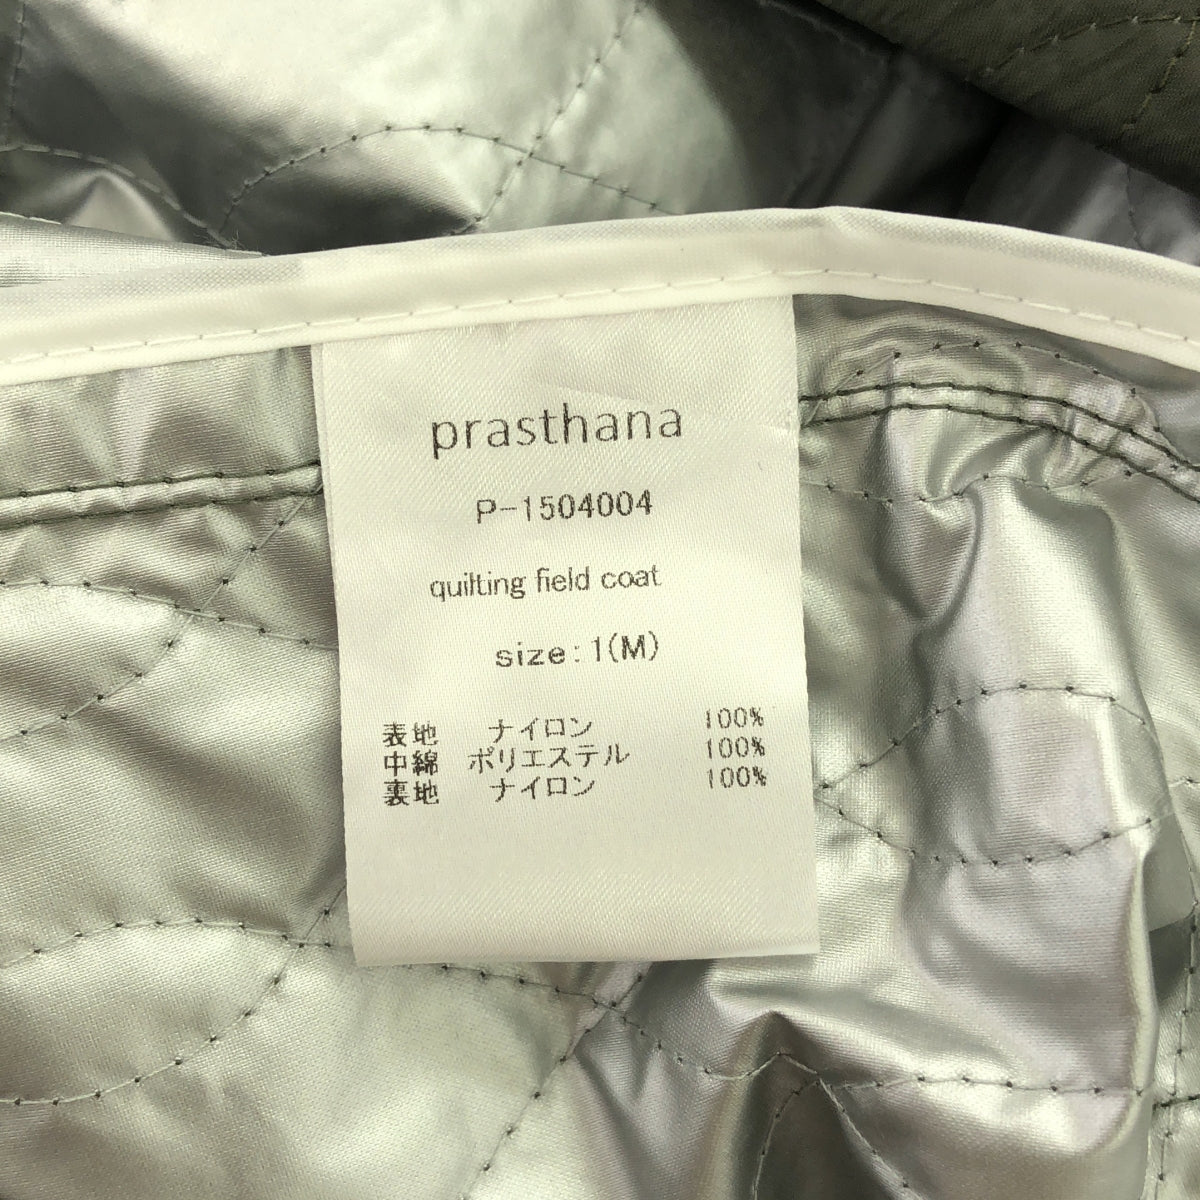 prasthana
P-1504004
quilting field coat
size:1(M)
表地 ナイロン 100%
中綿 ポリエステル 100%
裏地 ナイロン 100%